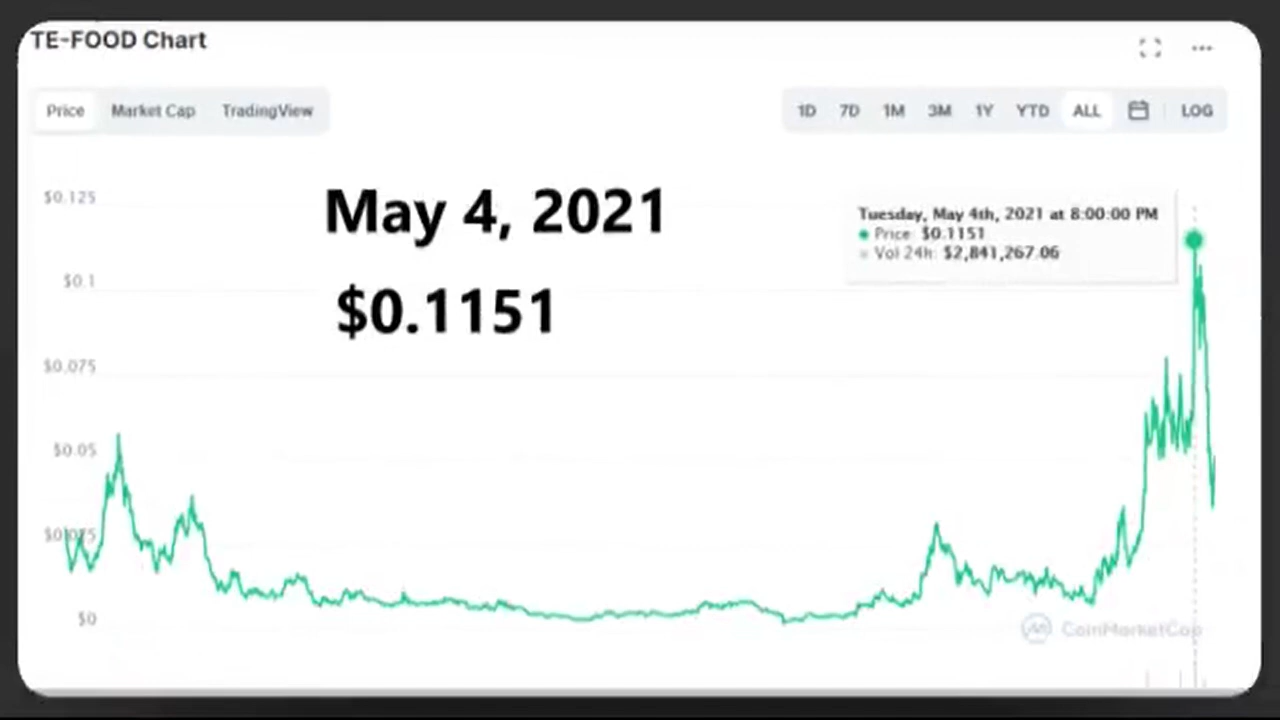 TE-FOOD Chart
Price Market Cap TradingView
1D 7D 1M 3M 1Y YTD ALL LOG
May 4, 2021
$0.1151
Tuesday, May 4th, 2021 at 8:00:00 PM
Price: $0.1151
Vol 24h: $2,841,267.06
$0.125
$0.1
$0.075
$0.05
$0.025
$0
CoinMarketCap